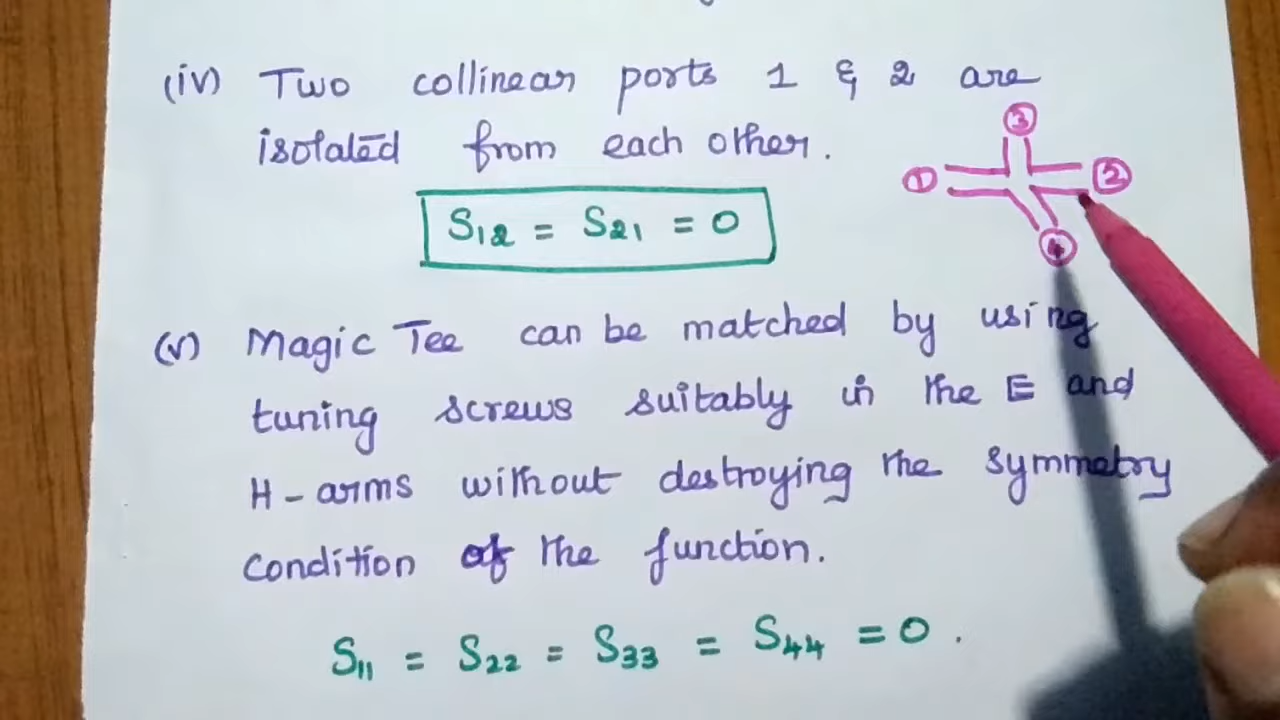 (iv) Two collinear ports 1 & 2 are
isolated from each other.
3
1
2
4
S12 = S21 = 0
(v) Magic Tee can be matched by using
tuning screws suitably in the E and
H-arms without destroying the symmetry
condition of the function.
S11 = S22 = S33 = S44 = 0.